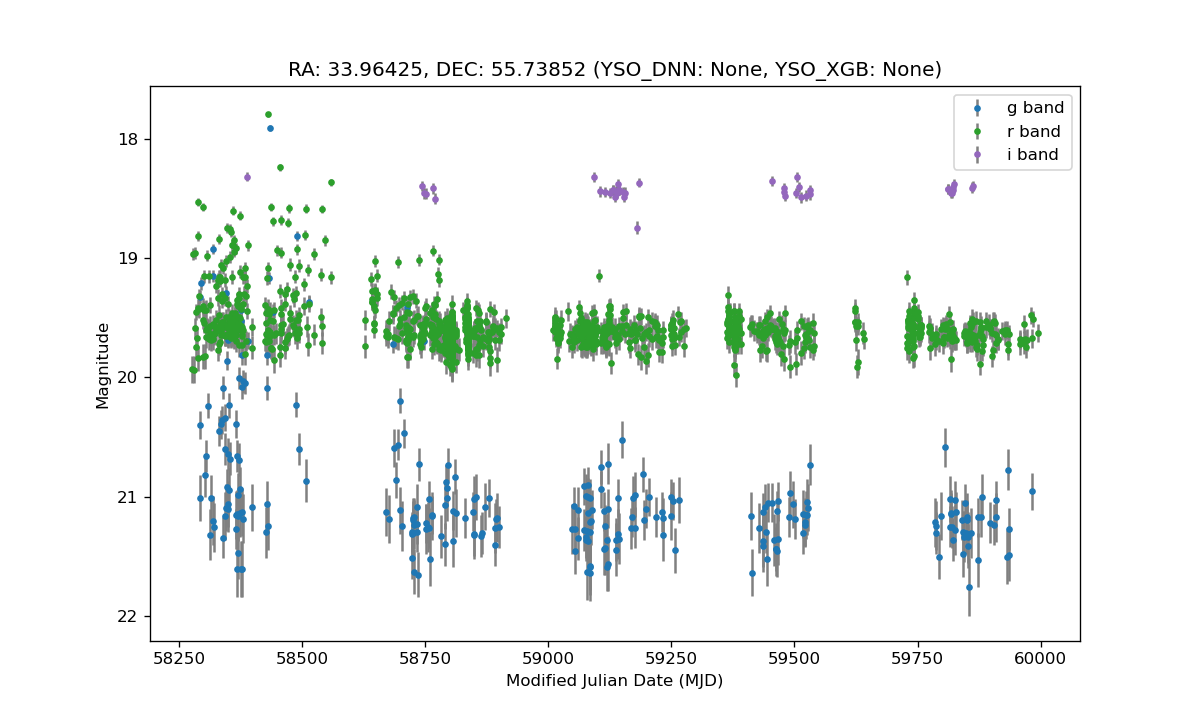 RA: 33.96425, DEC: 55.73852 (YSO_DNN: None, YSO_XGB: None)
g band
r band
i band
18
19
20
21
22
Magnitude
58250 58500 58750 59000 59250 59500 59750 60000
Modified Julian Date (MJD)